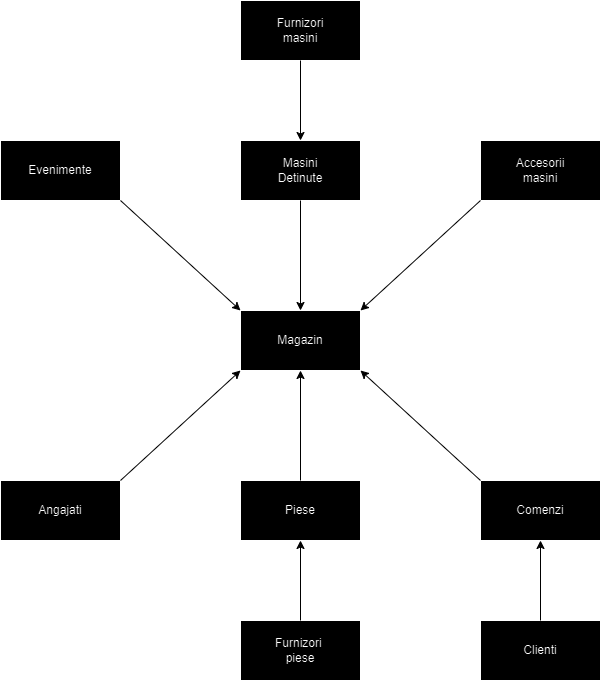 Furnizori
masini
Evenimente
Masini
Detinute
Accesorii
masini
Magazin
Angajati
Piese
Comenzi
Furnizori
piese
Clienti